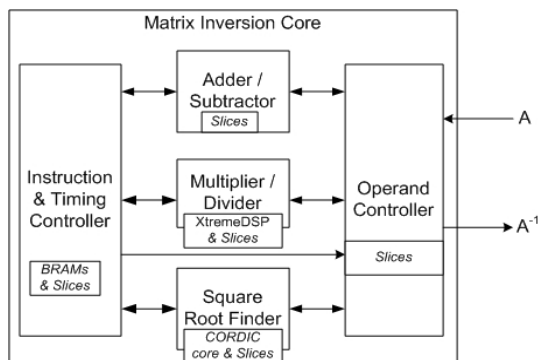 Matrix Inversion Core
Instruction
& Timing
Controller
BRAMs
& Slices
Adder /
Subtractor
Slices
Multiplier /
Divider
XtremeDSP
& Slices
Square
Root Finder
CORDIC
core & Slices
Operand
Controller
Slices
A
A-1